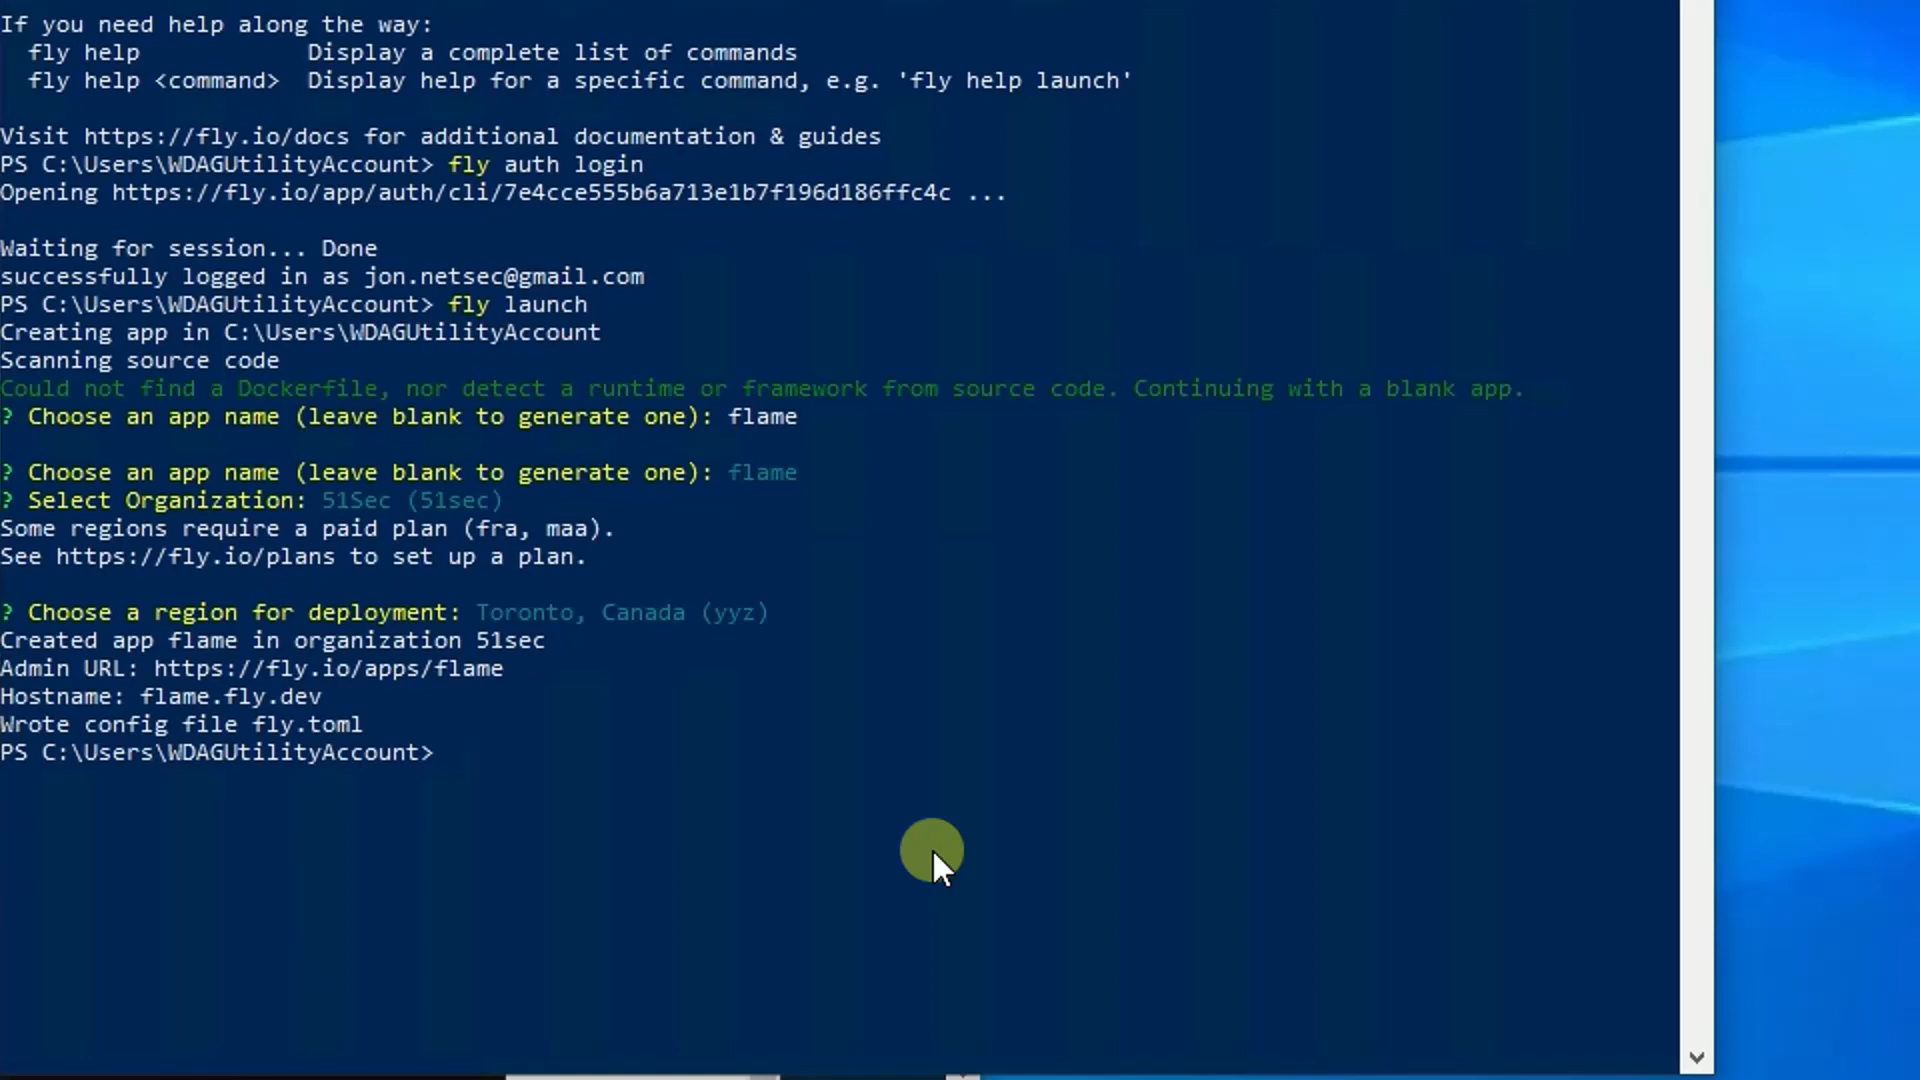 If you need help along the way:
fly help Display a complete list of commands
fly help <command> Display help for a specific command, e.g. 'fly help launch'
Visit https://fly.io/docs for additional documentation & guides
PS C:\Users\WDAGUtilityAccount> fly auth login
Opening https://fly.io/app/auth/cli/7e4cce555b6a713e1b7f196d186ffc4c ...
Waiting for session... Done
successfully logged in as jon.netsec@gmail.com
PS C:\Users\WDAGUtilityAccount> fly launch
Creating app in C:\Users\WDAGUtilityAccount
Scanning source code
Could not find a Dockerfile, nor detect a runtime or framework from source code. Continuing with a blank app.
? Choose an app name (leave blank to generate one): flame
? Choose an app name (leave blank to generate one): flame
? Select Organization: 51Sec (51sec)
Some regions require a paid plan (fra, maa).
See https://fly.io/plans to set up a plan.
? Choose a region for deployment: Toronto, Canada (yyz)
Created app flame in organization 51sec
Admin URL: https://fly.io/apps/flame
Hostname: flame.fly.dev
Wrote config file fly.toml
PS C:\Users\WDAGUtilityAccount>